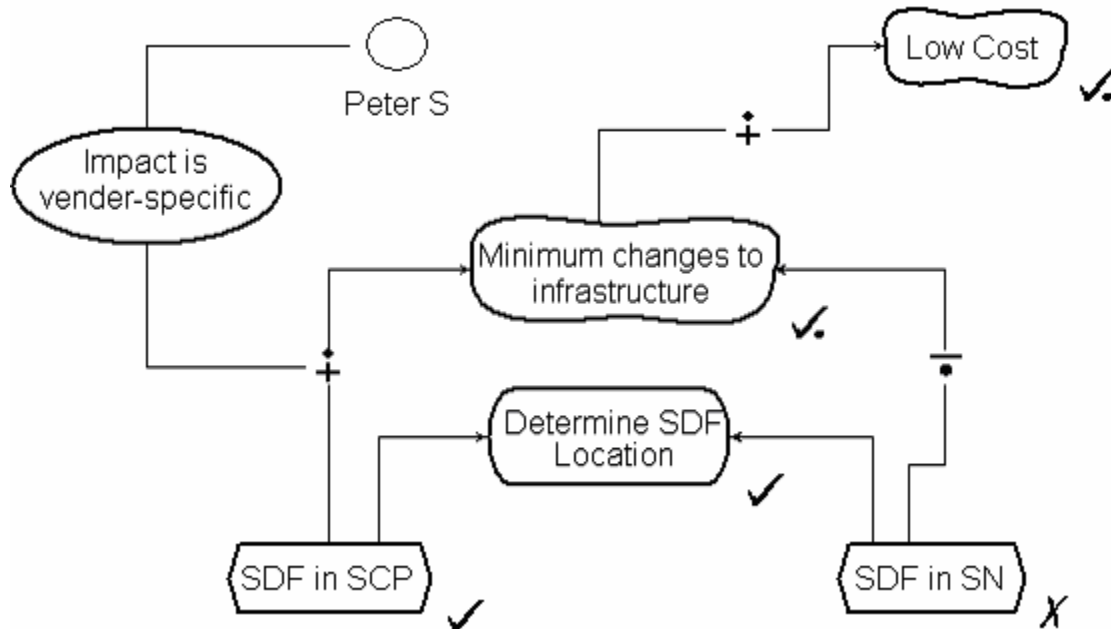 Peter S
Low Cost
Impact is
vender-specific
Minimum changes to
infrastructure
Determine SDF
Location
SDF in SCP
SDF in SN